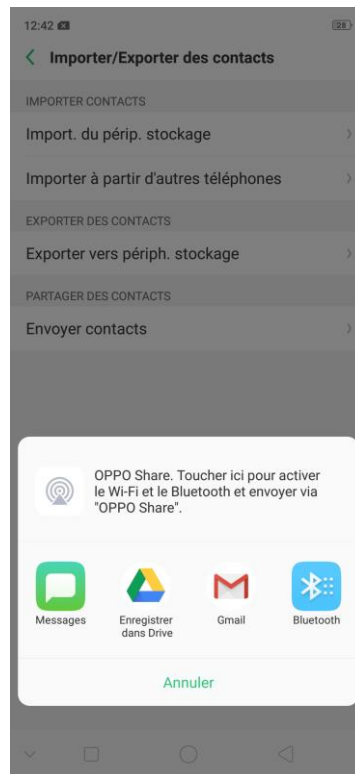 12:42
28
Importer/Exporter des contacts
IMPORTER CONTACTS
Import. du périp. stockage
Importer à partir d'autres téléphones
EXPORTER DES CONTACTS
Exporter vers périph. stockage
PARTAGER DES CONTACTS
Envoyer contacts
OPPO Share. Toucher ici pour activer
le Wi-Fi et le Bluetooth et envoyer via
"OPPO Share".
Messages
Enregistrer
dans Drive
Gmail
Bluetooth
Annuler